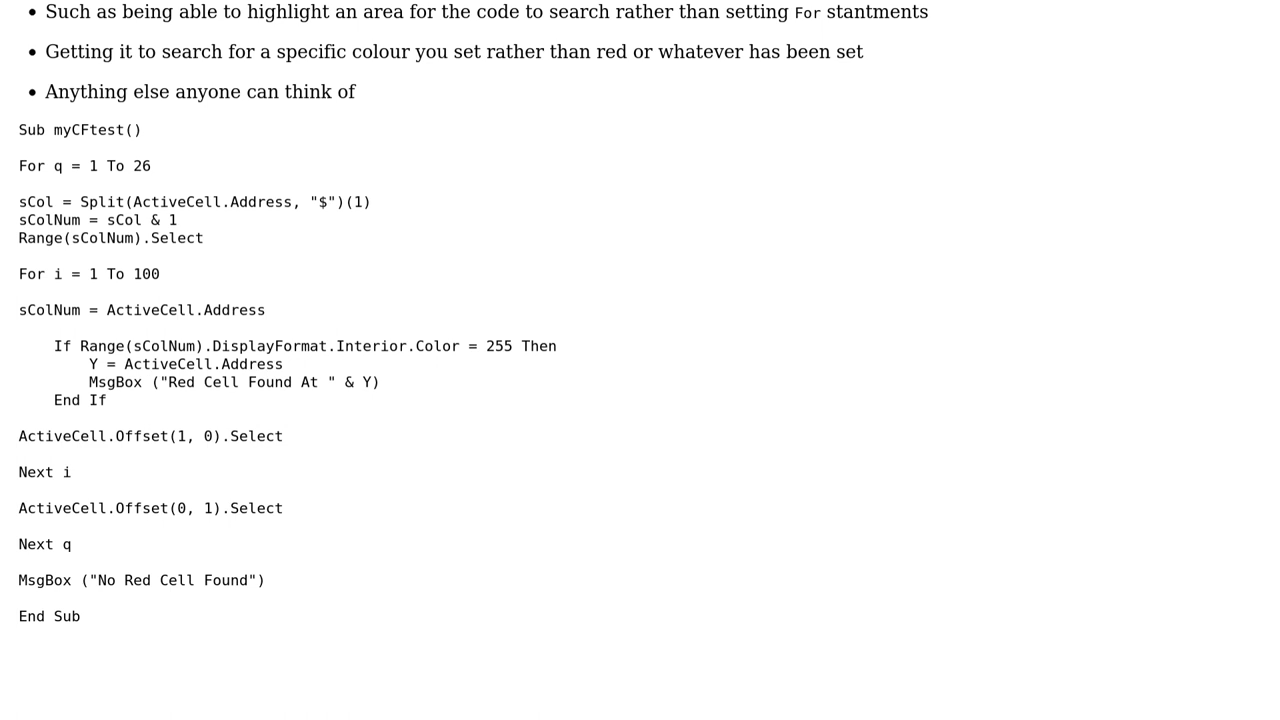 • Such as being able to highlight an area for the code to search rather than setting For stantments
• Getting it to search for a specific colour you set rather than red or whatever has been set
• Anything else anyone can think of
Sub myCFtest()
For q = 1 To 26
sCol = Split(ActiveCell.Address, "$")(1)
sColNum = sCol & 1
Range(sColNum).Select
For i = 1 To 100
sColNum = ActiveCell.Address
    If Range(sColNum).DisplayFormat.Interior.Color = 255 Then
        Y = ActiveCell.Address
        MsgBox ("Red Cell Found At " & Y)
    End If
ActiveCell.Offset(1, 0).Select
Next i
ActiveCell.Offset(0, 1).Select
Next q
MsgBox ("No Red Cell Found")
End Sub